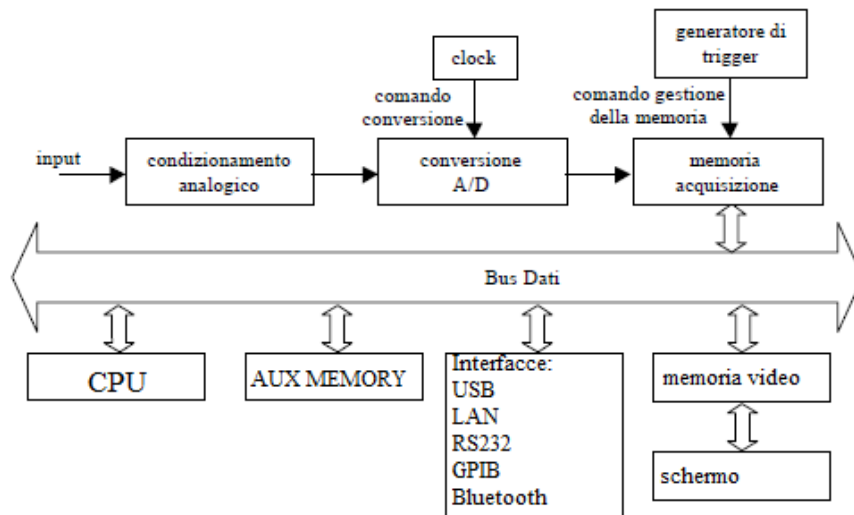 clock
generatore di
trigger
comando
conversione
comando gestione
della memoria
input
condizionamento
analogico
conversione
A/D
memoria
acquisizione
Bus Dati
CPU
AUX MEMORY
Interfacce:
USB
LAN
RS232
GPIB
Bluetooth
memoria video
schermo